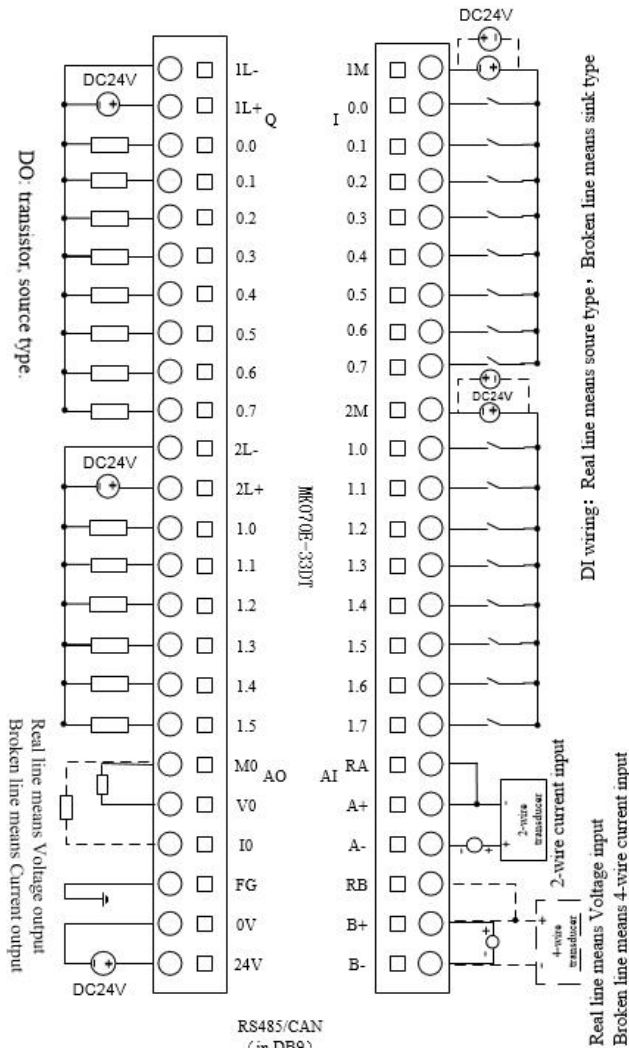 DC24V
1L-
1L+
Q
DC24V
0.0
0.1
0.2
0.3
0.4
0.5
0.6
0.7
2L-
2L+
DC24V
1.0
1.1
1.2
1.3
1.4
1.5
M0
AO
V0
I0
FG
0V
24V
DC24V
DO: transistor, source type.
Real line means Voltage output
Broken line means Current output
MK070E-33DT
1M
I
0.0
0.1
0.2
0.3
0.4
0.5
0.6
0.7
2M
DC24V
1.0
1.1
1.2
1.3
1.4
1.5
1.6
1.7
AI
RA
A+
A-
RB
B+
B-
2-wire
transducer
2-wire current input
4-wire
transducer
DI wiring: Real line means soure type, Broken line means sink type
Real line means Voltage input
Broken line means 4-wire current input
RS485/CAN
(in DB9)